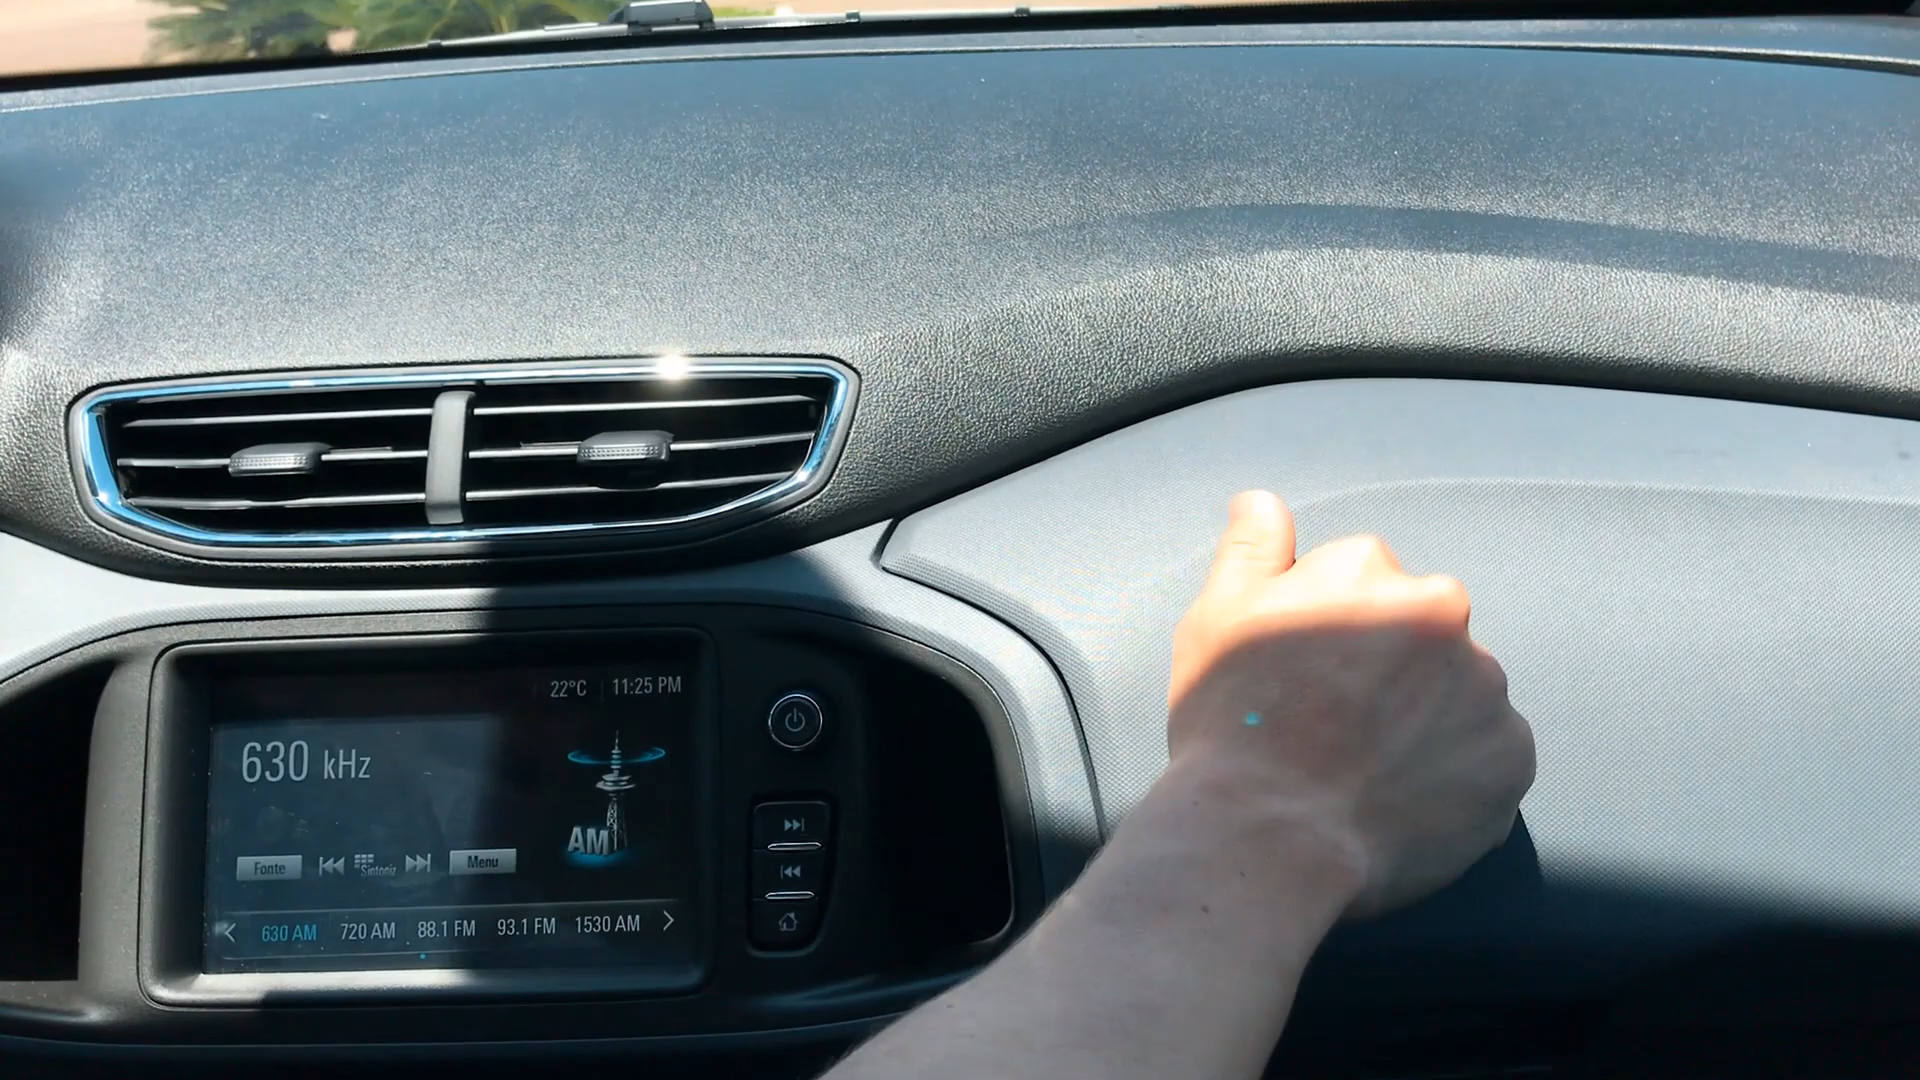 22°C 11:25 PM
630 kHz
AM
Fonte Sintoniz Menu
630 AM 720 AM 88.1 FM 93.1 FM 1530 AM